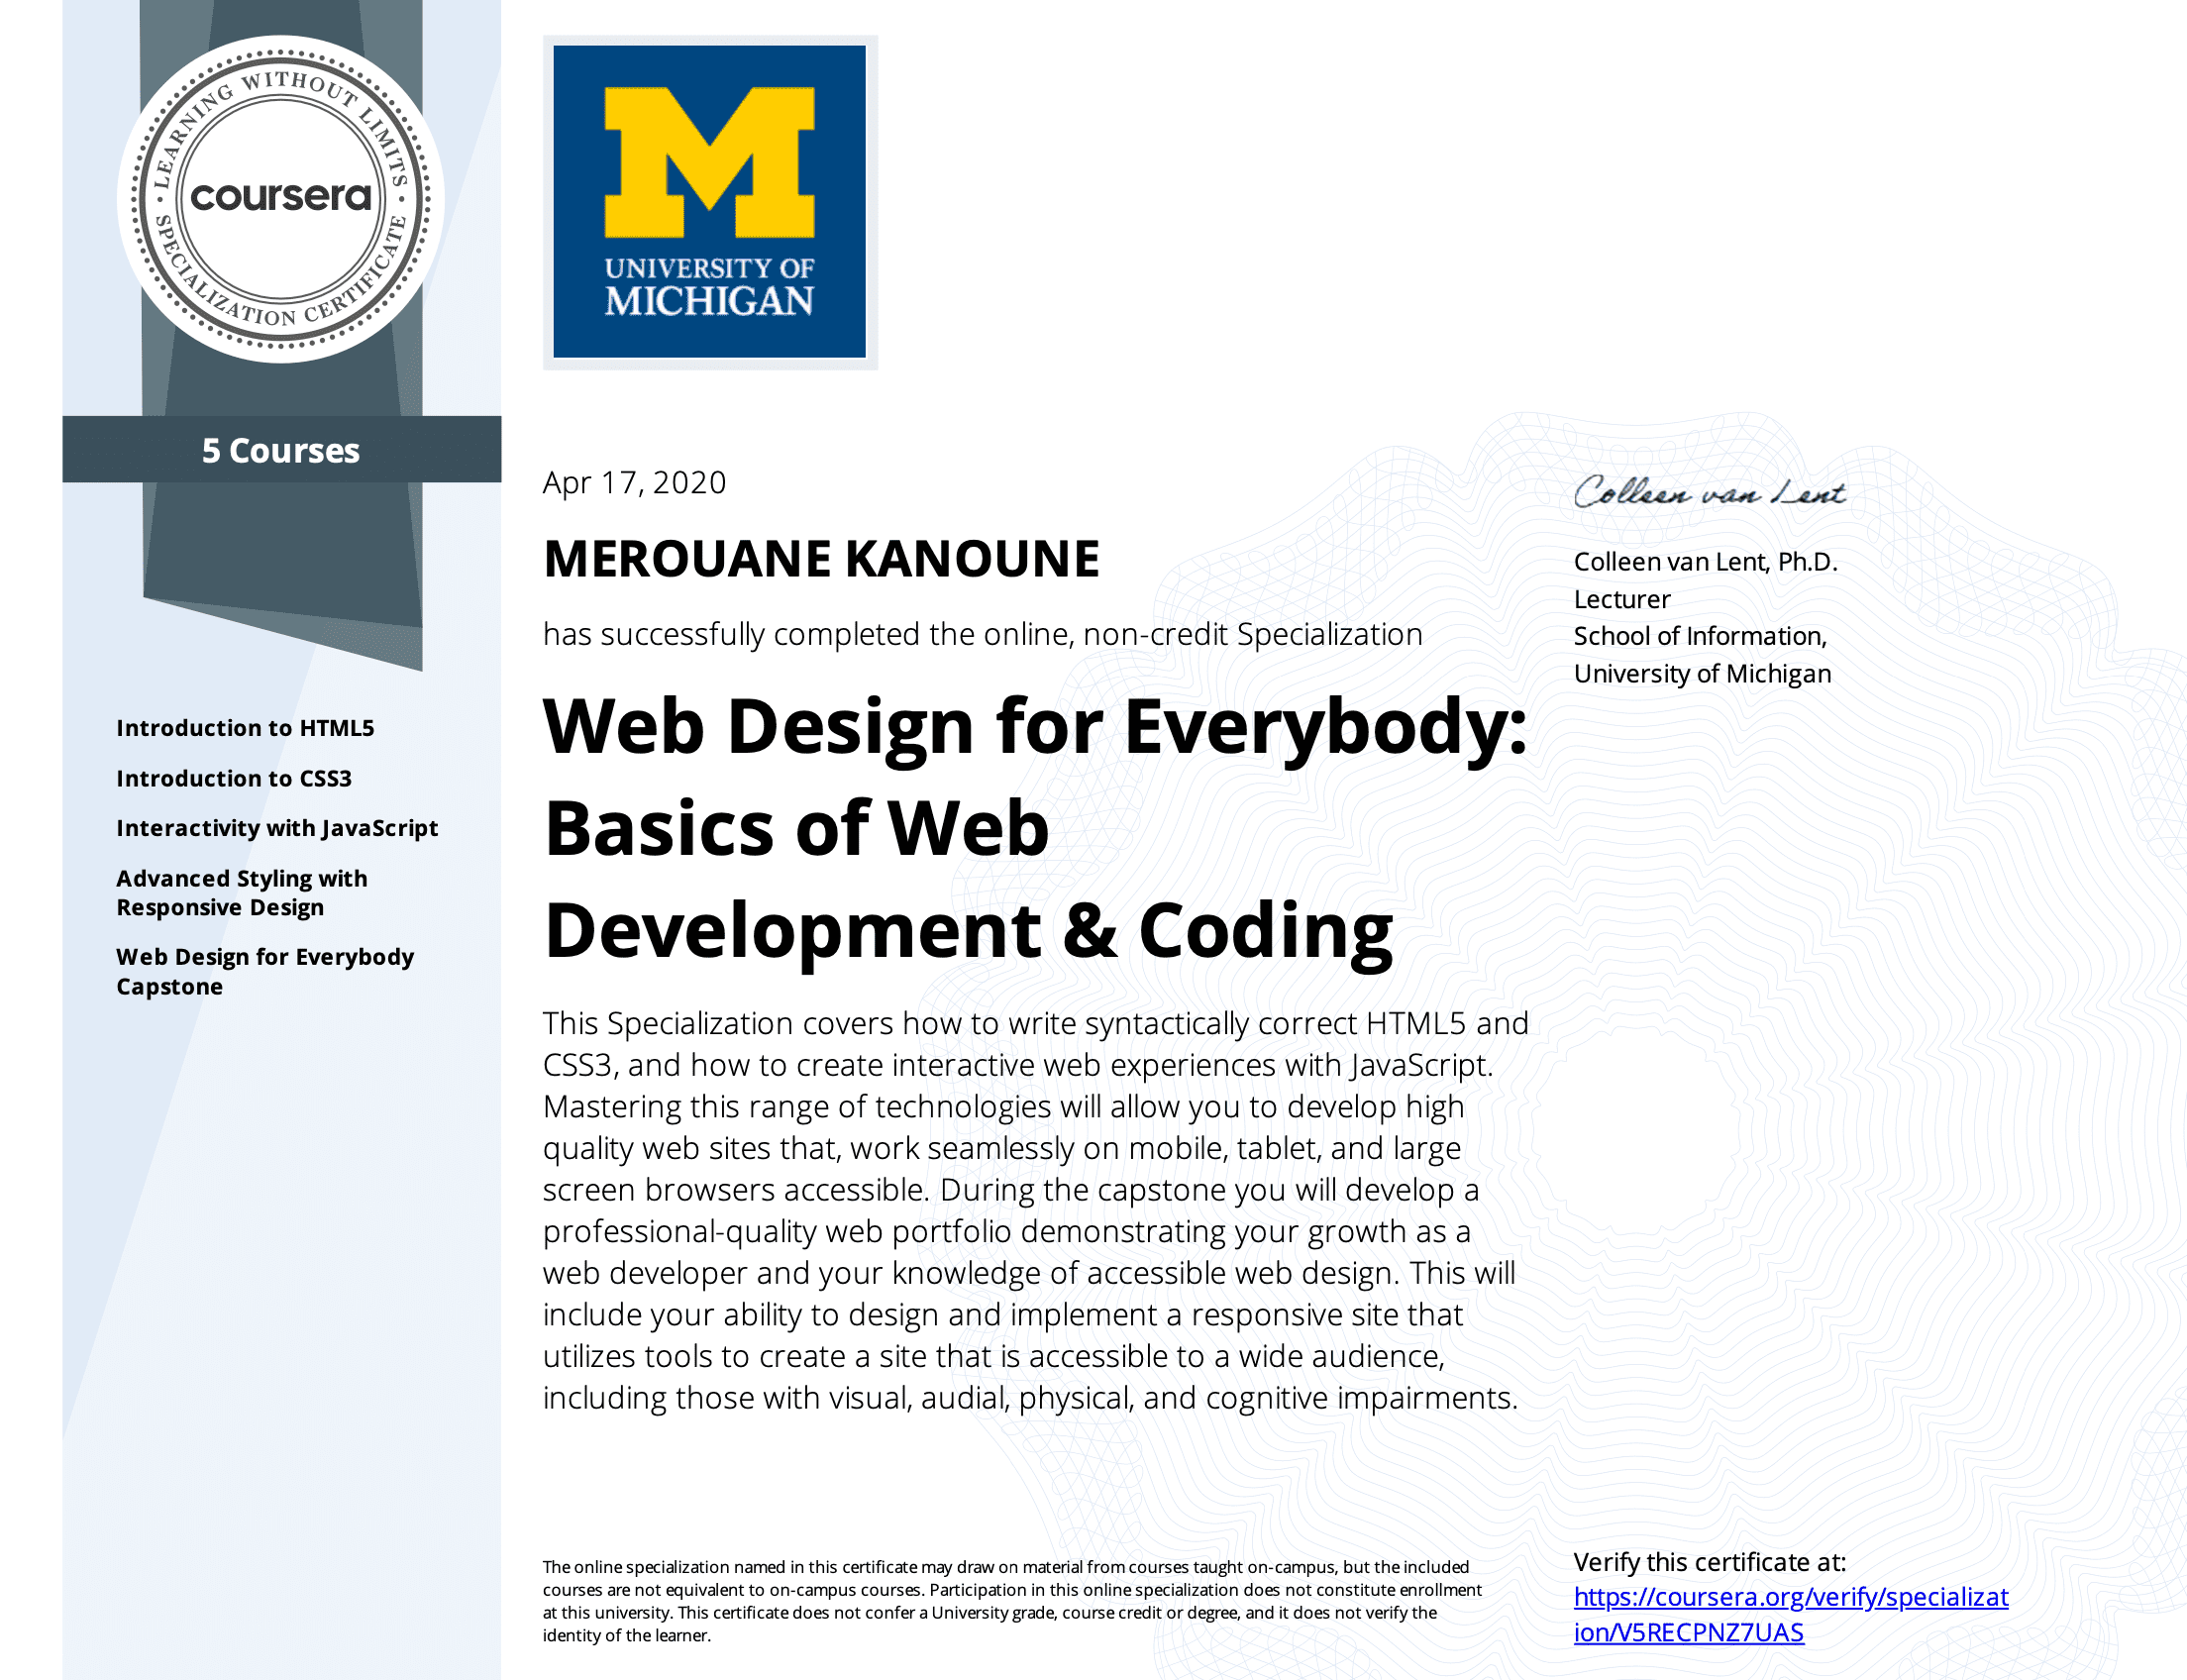 LEARNING WITHOUT LIMITS
coursera
SPECIALIZATION CERTIFICATE
5 Courses
Introduction to HTML5
Introduction to CSS3
Interactivity with JavaScript
Advanced Styling with
Responsive Design
Web Design for Everybody
Capstone
M
UNIVERSITY OF
MICHIGAN
Apr 17, 2020
MEROUANE KANOUNE
has successfully completed the online, non-credit Specialization
Web Design for Everybody:
Basics of Web
Development & Coding
This Specialization covers how to write syntactically correct HTML5 and
CSS3, and how to create interactive web experiences with JavaScript.
Mastering this range of technologies will allow you to develop high
quality web sites that, work seamlessly on mobile, tablet, and large
screen browsers accessible. During the capstone you will develop a
professional-quality web portfolio demonstrating your growth as a
web developer and your knowledge of accessible web design. This will
include your ability to design and implement a responsive site that
utilizes tools to create a site that is accessible to a wide audience,
including those with visual, audial, physical, and cognitive impairments.
Colleen van Lent
Colleen van Lent, Ph.D.
Lecturer
School of Information,
University of Michigan
The online specialization named in this certificate may draw on material from courses taught on-campus, but the included
courses are not equivalent to on-campus courses. Participation in this online specialization does not constitute enrollment
at this university. This certificate does not confer a University grade, course credit or degree, and it does not verify the
identity of the learner.
Verify this certificate at:
https://coursera.org/verify/specializat
ion/V5RECPNZ7UAS